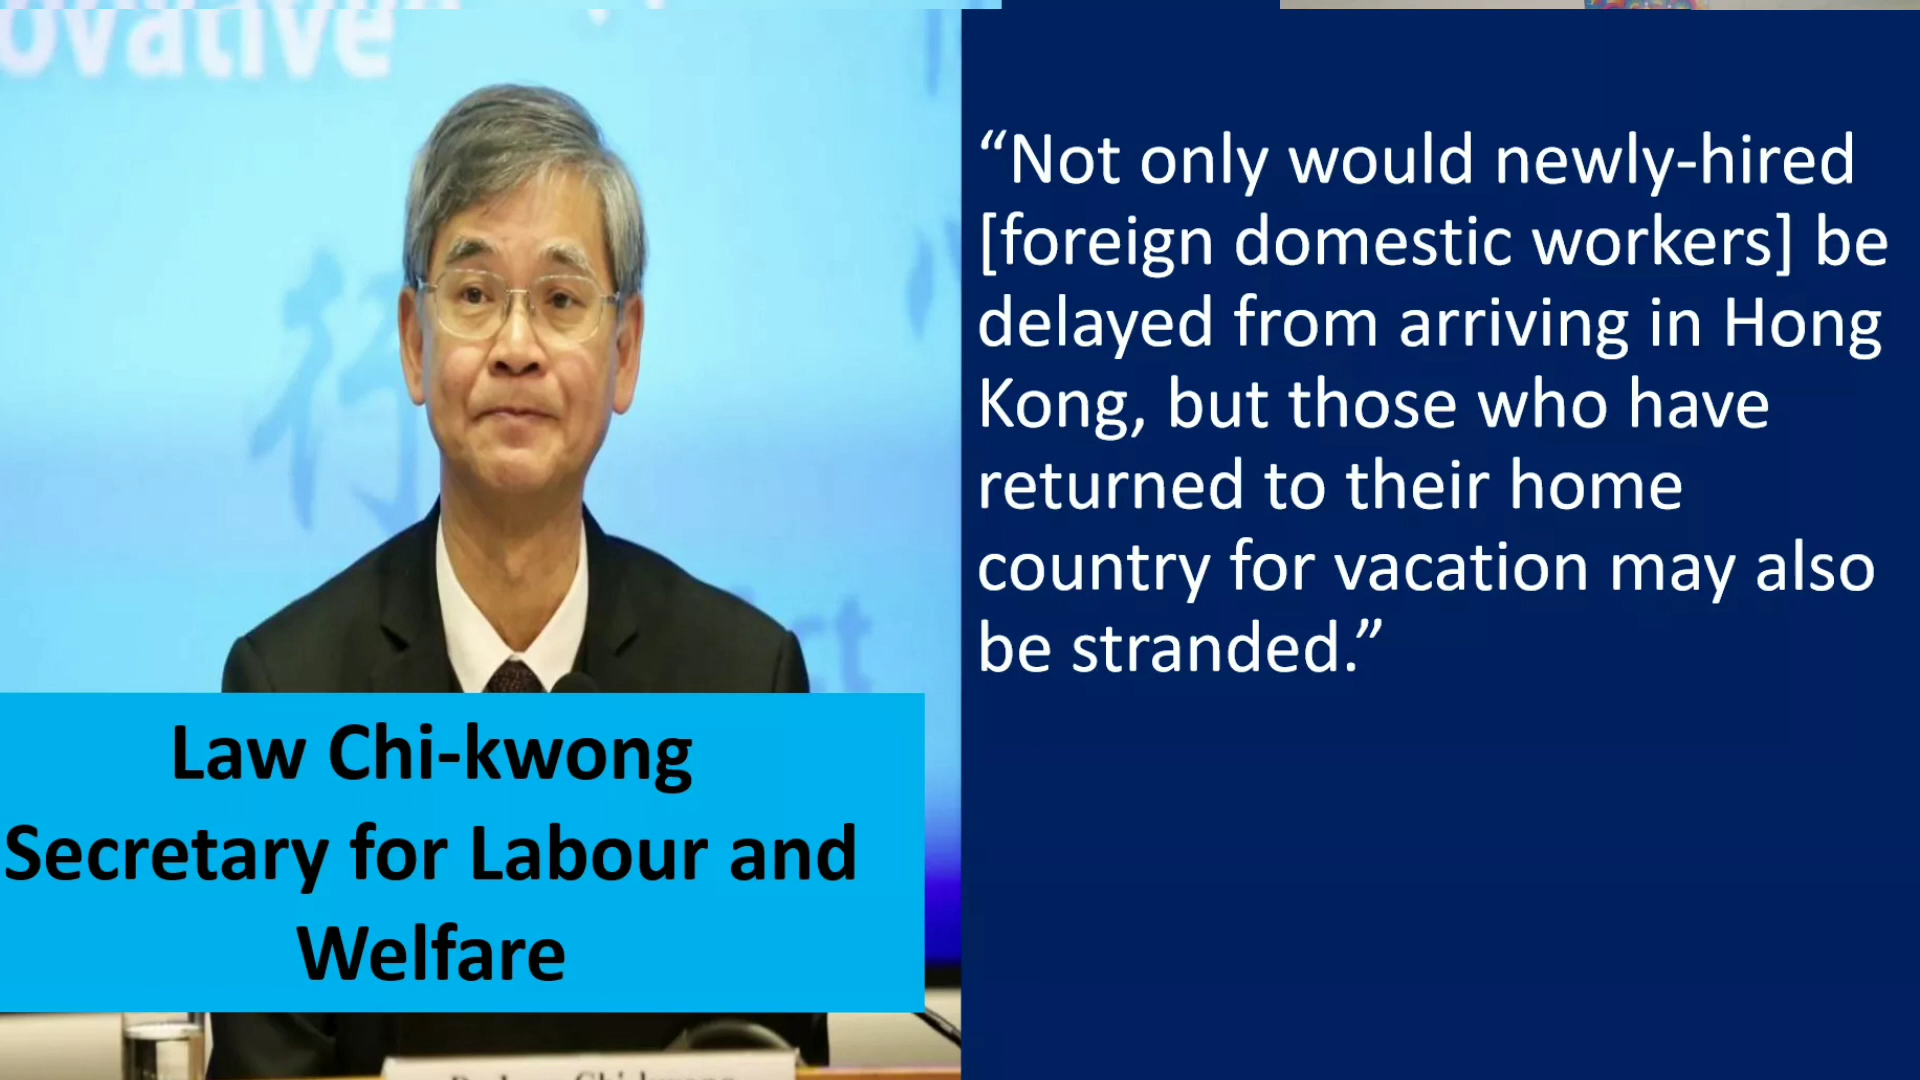 ovative
行
“Not only would newly-hired
[foreign domestic workers] be
delayed from arriving in Hong
Kong, but those who have
returned to their home
country for vacation may also
be stranded.”
Law Chi-kwong
Secretary for Labour and
Welfare